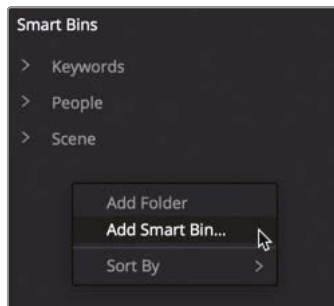 Smart Bins
Keywords
People
Scene
Add Folder
Add Smart Bin...
Sort By